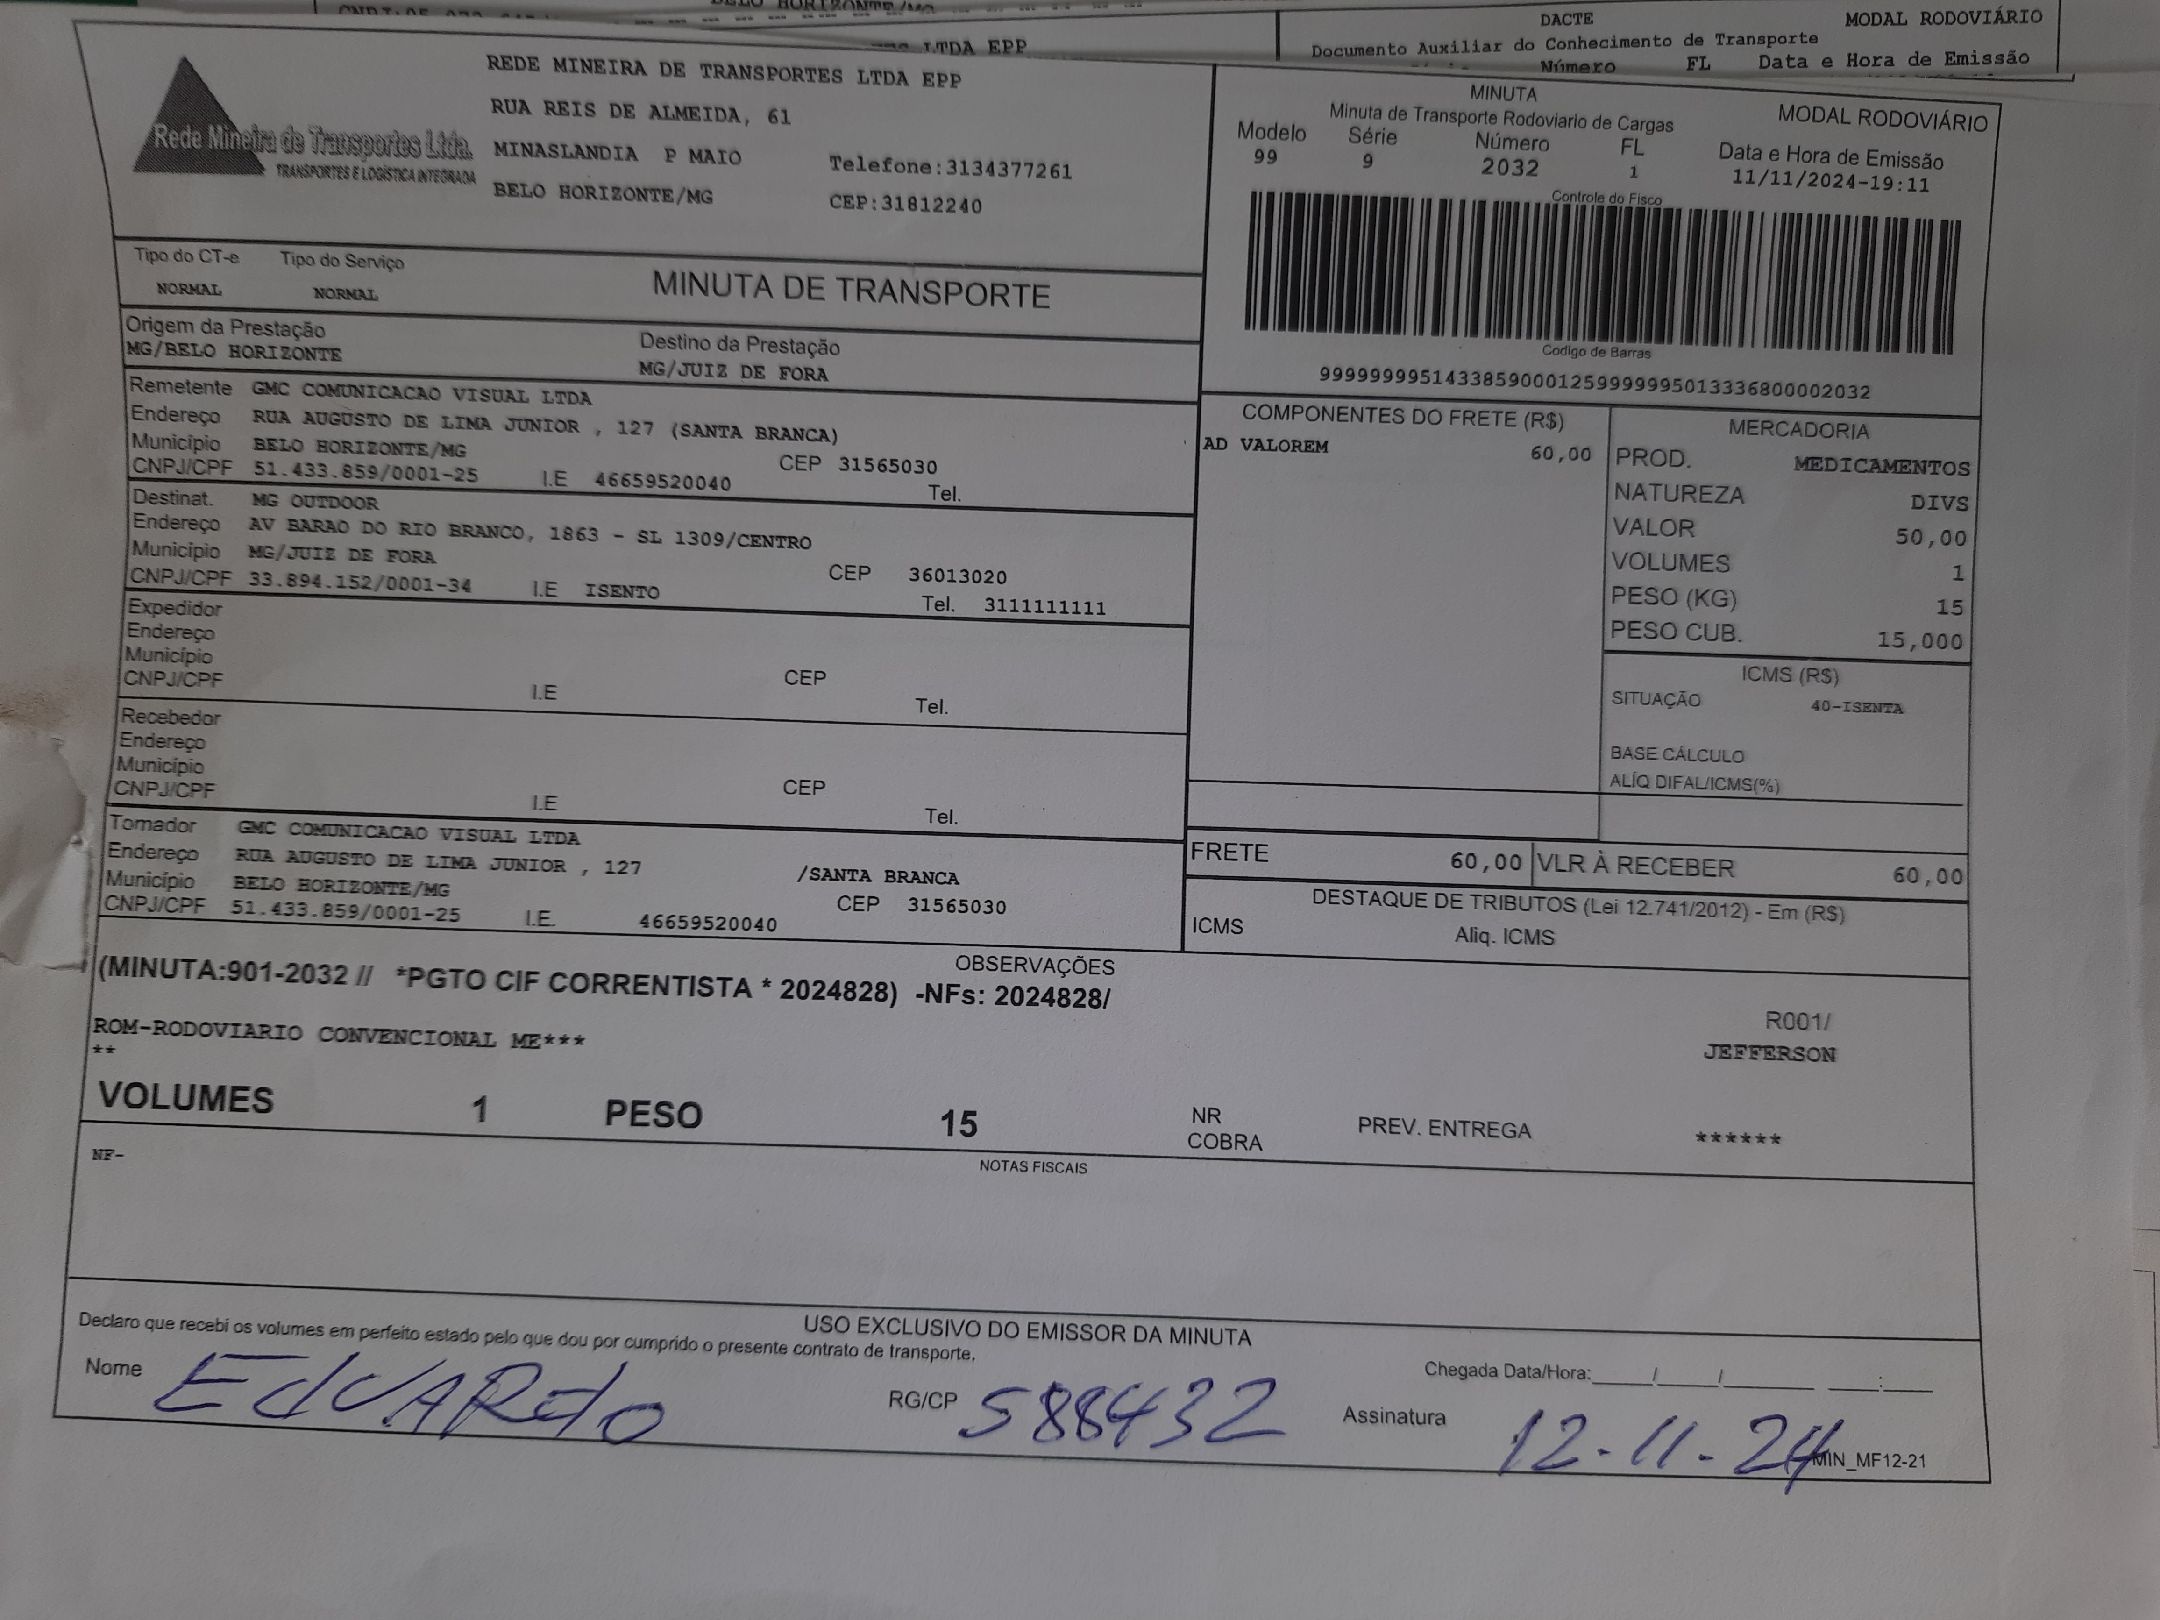 BELO HORIZONTE/MG
DACTE
MODAL RODOVIÁRIO
LTDA EPP
Documento Auxiliar do Conhecimento de Transporte
Número FL Data e Hora de Emissão
REDE MINEIRA DE TRANSPORTES LTDA EPP
RUA REIS DE ALMEIDA, 61
MINASLANDIA P MAIO Telefone:3134377261
BELO HORIZONTE/MG CEP:31812240
Rede Mineira de Transportes Ltda.
TRANSPORTES E LOGÍSTICA INTEGRADA
MINUTA
Minuta de Transporte Rodoviario de Cargas
MODAL RODOVIÁRIO
Modelo Série Número FL Data e Hora de Emissão
99 9 2032 1 11/11/2024-19:11
Controle do Fisco
Codigo de Barras
99999999514338590001259999995013336800002032
Tipo do CT-e Tipo do Serviço
NORMAL NORMAL
MINUTA DE TRANSPORTE
Origem da Prestação Destino da Prestação
MG/BELO HORIZONTE MG/JUIZ DE FORA
Remetente GMC COMUNICACAO VISUAL LTDA
Endereço RUA AUGUSTO DE LIMA JUNIOR , 127 (SANTA BRANCA)
Município BELO HORIZONTE/MG CEP 31565030
CNPJ/CPF 51.433.859/0001-25 I.E 46659520040 Tel.
Destinat. MG OUTDOOR
Endereço AV BARAO DO RIO BRANCO, 1863 - SL 1309/CENTRO
Município MG/JUIZ DE FORA CEP 36013020
CNPJ/CPF 33.894.152/0001-34 I.E ISENTO Tel. 3111111111
Expedidor
Endereço
Município CEP
CNPJ/CPF I.E Tel.
Recebedor
Endereço
Município CEP
CNPJ/CPF I.E Tel.
Tomador GMC COMUNICACAO VISUAL LTDA
Endereço RUA AUGUSTO DE LIMA JUNIOR , 127 /SANTA BRANCA
Município BELO HORIZONTE/MG CEP 31565030
CNPJ/CPF 51.433.859/0001-25 I.E. 46659520040
COMPONENTES DO FRETE (R$)
AD VALOREM 60,00
MERCADORIA
PROD. MEDICAMENTOS
NATUREZA DIVS
VALOR 50,00
VOLUMES 1
PESO (KG) 15
PESO CUB. 15,000
ICMS (R$)
SITUAÇÃO 40-ISENTA
BASE CÁLCULO
ALÍQ DIFAL/ICMS(%)
FRETE 60,00 VLR À RECEBER 60,00
DESTAQUE DE TRIBUTOS (Lei 12.741/2012) - Em (R$)
ICMS Aliq. ICMS
OBSERVAÇÕES
(MINUTA:901-2032 // *PGTO CIF CORRENTISTA * 2024828) -NFs: 2024828/
R001/
ROM-RODOVIARIO CONVENCIONAL ME***
**
JEFFERSON
VOLUMES 1 PESO 15 NR COBRA PREV. ENTREGA ******
NOTAS FISCAIS
NF-
USO EXCLUSIVO DO EMISSOR DA MINUTA
Declaro que recebi os volumes em perfeito estado pelo que dou por cumprido o presente contrato de transporte.
Chegada Data/Hora:_____/_____/_______ ____:____
Nome EdUARdo RG/CP 588432 Assinatura 12-11-24
MIN_MF12-21